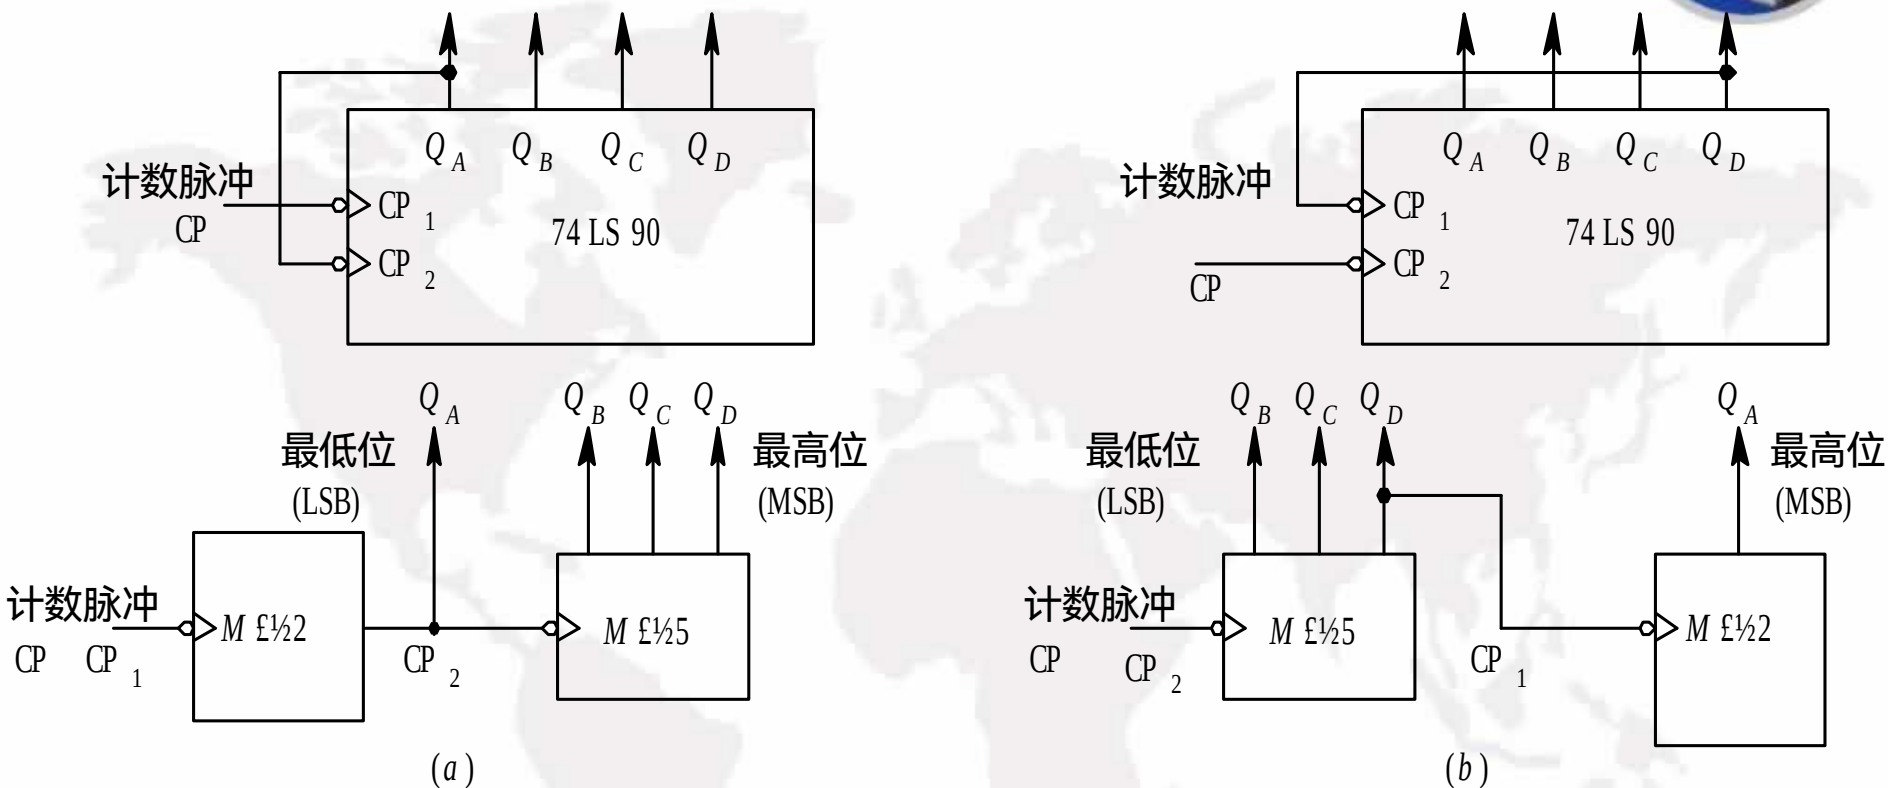 Q A Q B Q C Q D
计数脉冲
CP
CP 1
74 LS 90
CP 2
Q A Q B Q C Q D
计数脉冲
CP 1
74 LS 90
CP
CP 2
Q A Q B Q C Q D
最低位
(LSB)
最高位
(MSB)
计数脉冲
CP CP 1
M £½2
CP 2
M £½5
(a)
Q B Q C Q D Q A
最低位
(LSB)
最高位
(MSB)
计数脉冲
CP CP 2
M £½5
CP 1
M £½2
(b)